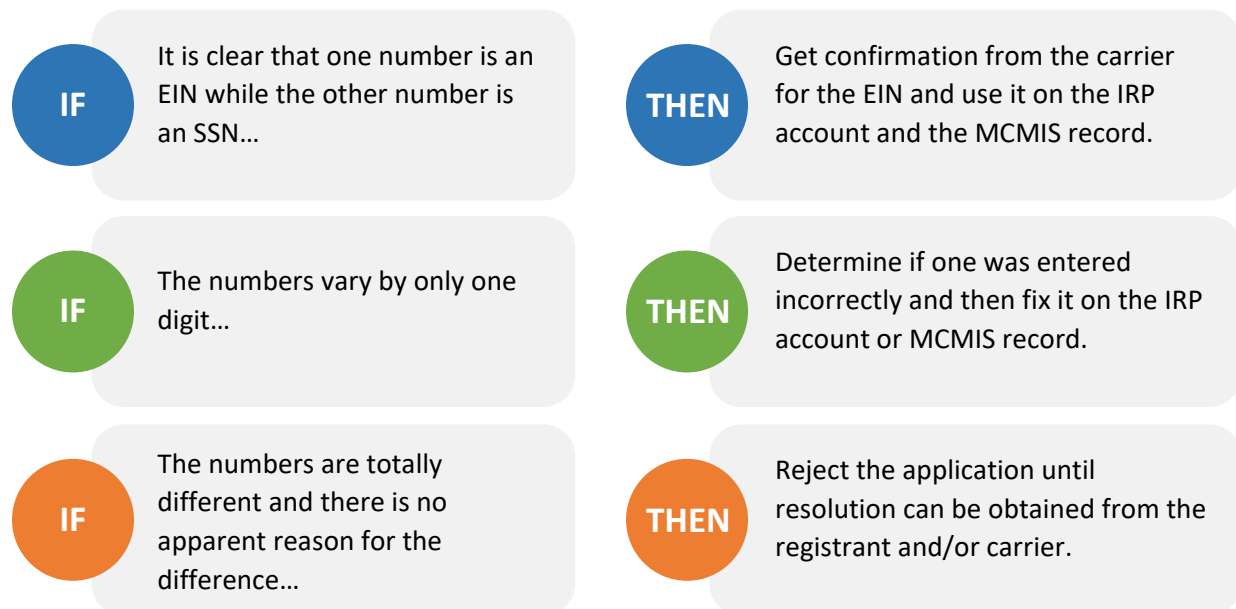 IF
It is clear that one number is an
EIN while the other number is
an SSN…
THEN
Get confirmation from the carrier
for the EIN and use it on the IRP
account and the MCMIS record.
IF
The numbers vary by only one
digit…
THEN
Determine if one was entered
incorrectly and then fix it on the IRP
account or MCMIS record.
IF
The numbers are totally
different and there is no
apparent reason for the
difference…
THEN
Reject the application until
resolution can be obtained from the
registrant and/or carrier.